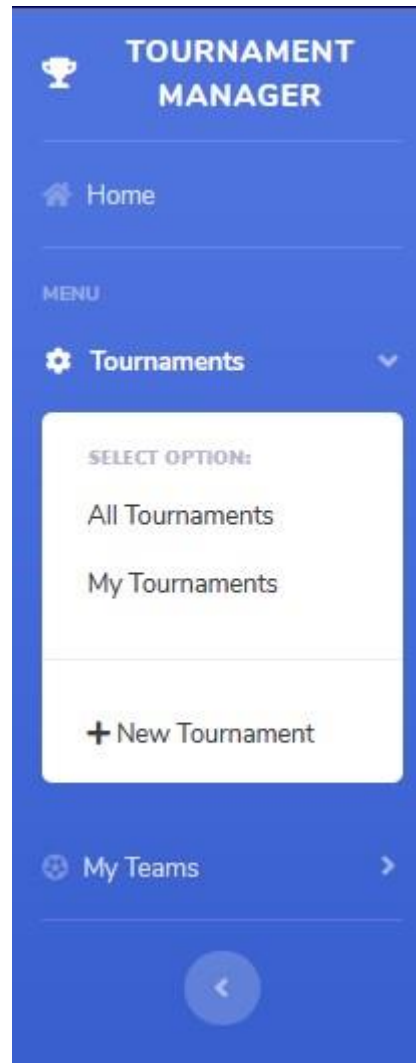 TOURNAMENT
MANAGER
Home
MENU
Tournaments
SELECT OPTION:
All Tournaments
My Tournaments
New Tournament
My Teams